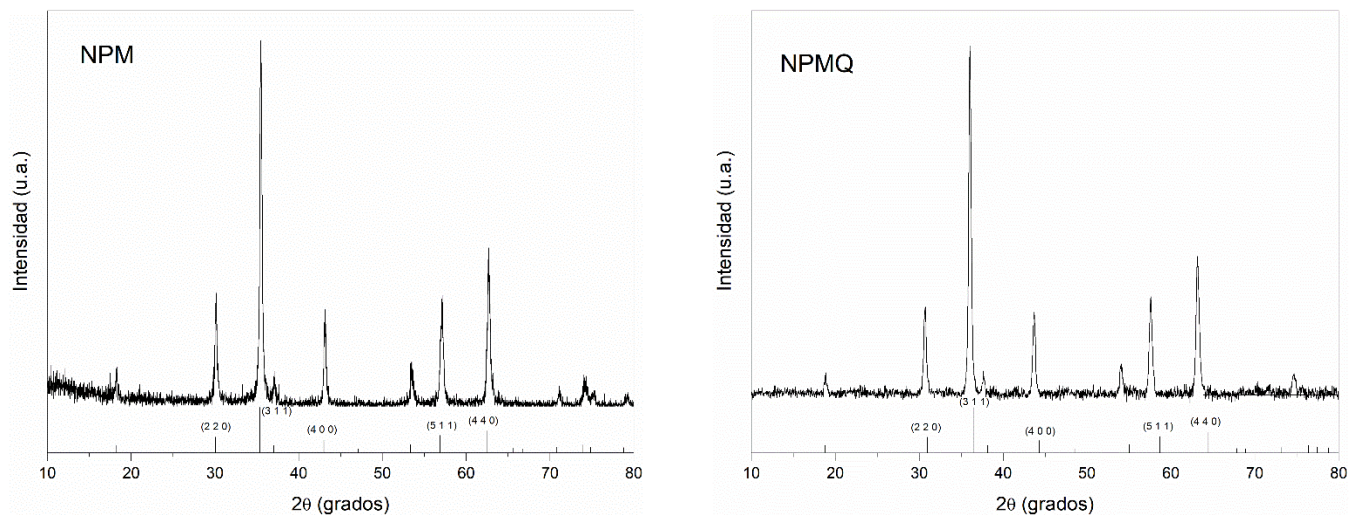 NPM
Intensidad (u.a.)
(2 2 0)
(3 1 1)
(4 0 0)
(5 1 1)
(4 4 0)
10 20 30 40 50 60 70 80
2θ (grados)
NPMQ
Intensidad (u.a.)
(2 2 0)
(3 1 1)
(4 0 0)
(5 1 1)
(4 4 0)
10 20 30 40 50 60 70 80
2θ (grados)